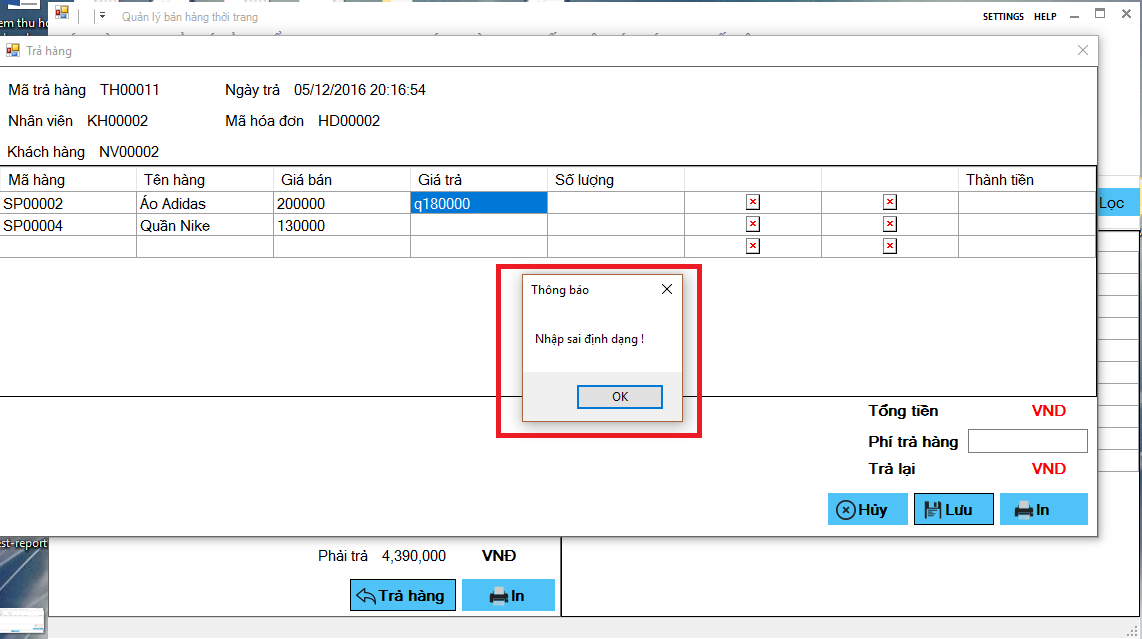 em thu ho
Quản lý bán hàng thời trang
SETTINGS HELP
Trả hàng
Mã trả hàng TH00011 Ngày trả 05/12/2016 20:16:54
Nhân viên KH00002 Mã hóa đơn HD00002
Khách hàng NV00002
Mã hàng Tên hàng Giá bán Giá trả Số lượng Thành tiền
SP00002 Áo Adidas 200000 q180000
Lọc
SP00004 Quần Nike 130000
Thông báo
Nhập sai định dạng !
OK
Tổng tiền VND
Phí trả hàng
Trả lại VND
Hủy Lưu In
est-report
Phải trả 4,390,000 VNĐ
Trả hàng In